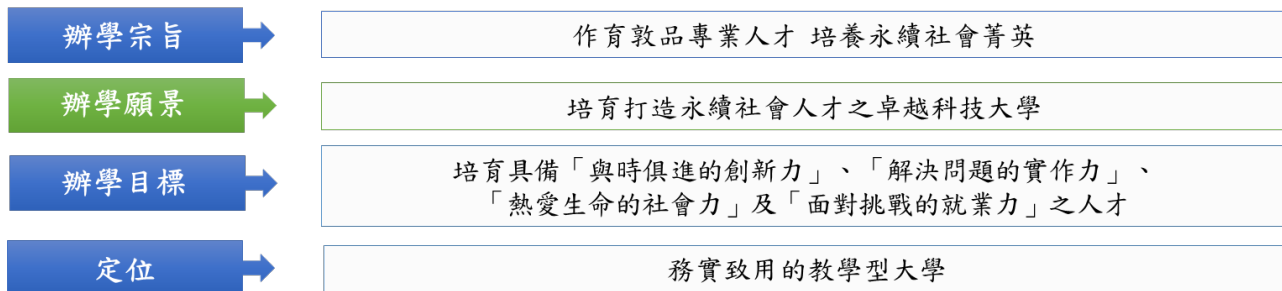 辦學宗旨
作育敦品專業人才 培養永續社會菁英
辦學願景
培育打造永續社會人才之卓越科技大學
辦學目標
培育具備「與時俱進的創新力」、「解決問題的實作力」、
「熱愛生命的社會力」及「面對挑戰的就業力」之人才
定位
務實致用的教學型大學